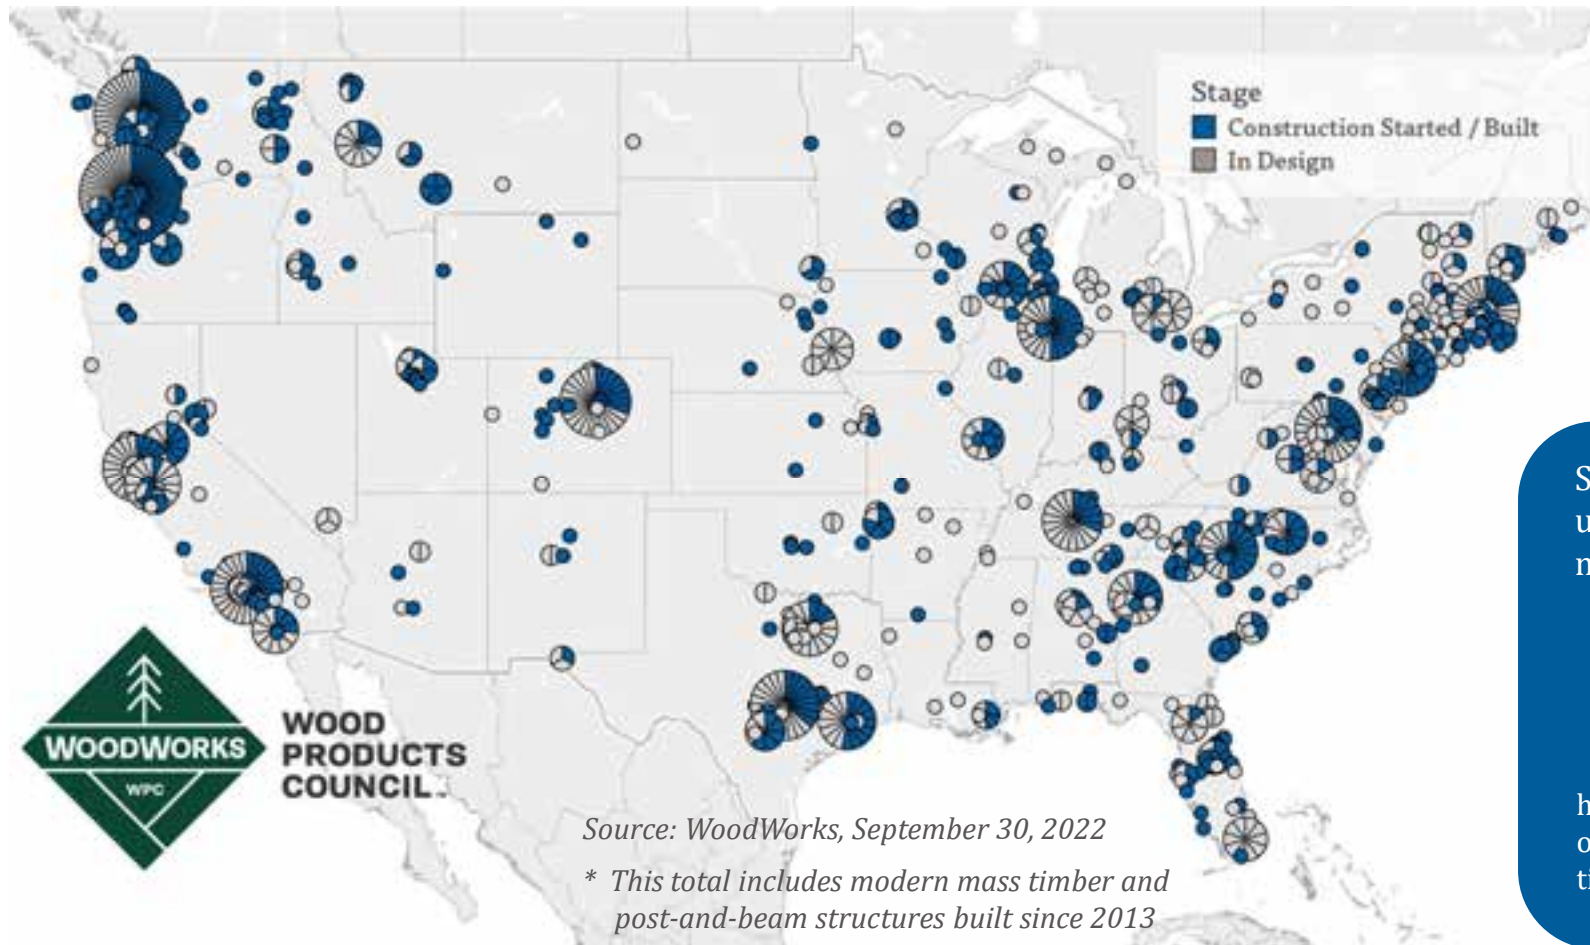 Stage
Construction Started / Built
In Design
WOODWORKS
WPC
WOOD
PRODUCTS
COUNCIL
Source: WoodWorks, September 30, 2022
* This total includes modern mass timber and
post-and-beam structures built since 2013